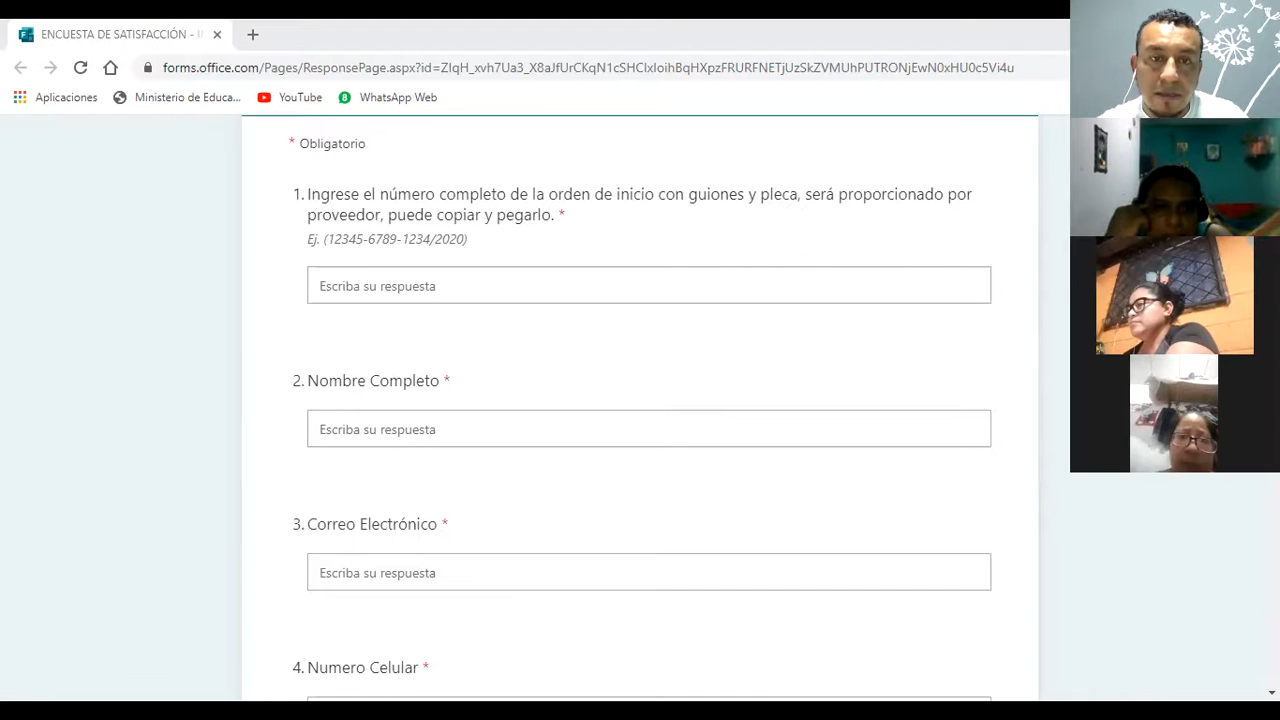 ENCUESTA DE SATISFACCIÓN - I
forms.office.com/Pages/ResponsePage.aspx?id=ZIqH_xvh7Ua3_X8aJfUrCKqN1cSHCIxIoihBqHXpzFRURFNETjUzSkZVMUhPUTRONjEwN0xHU0c5Vi4u
Aplicaciones Ministerio de Educa... YouTube WhatsApp Web
* Obligatorio
1. Ingrese el número completo de la orden de inicio con guiones y pleca, será proporcionado por
proveedor, puede copiar y pegarlo. *
Ej. (12345-6789-1234/2020)
Escriba su respuesta
2. Nombre Completo *
Escriba su respuesta
3. Correo Electrónico *
Escriba su respuesta
4. Numero Celular *